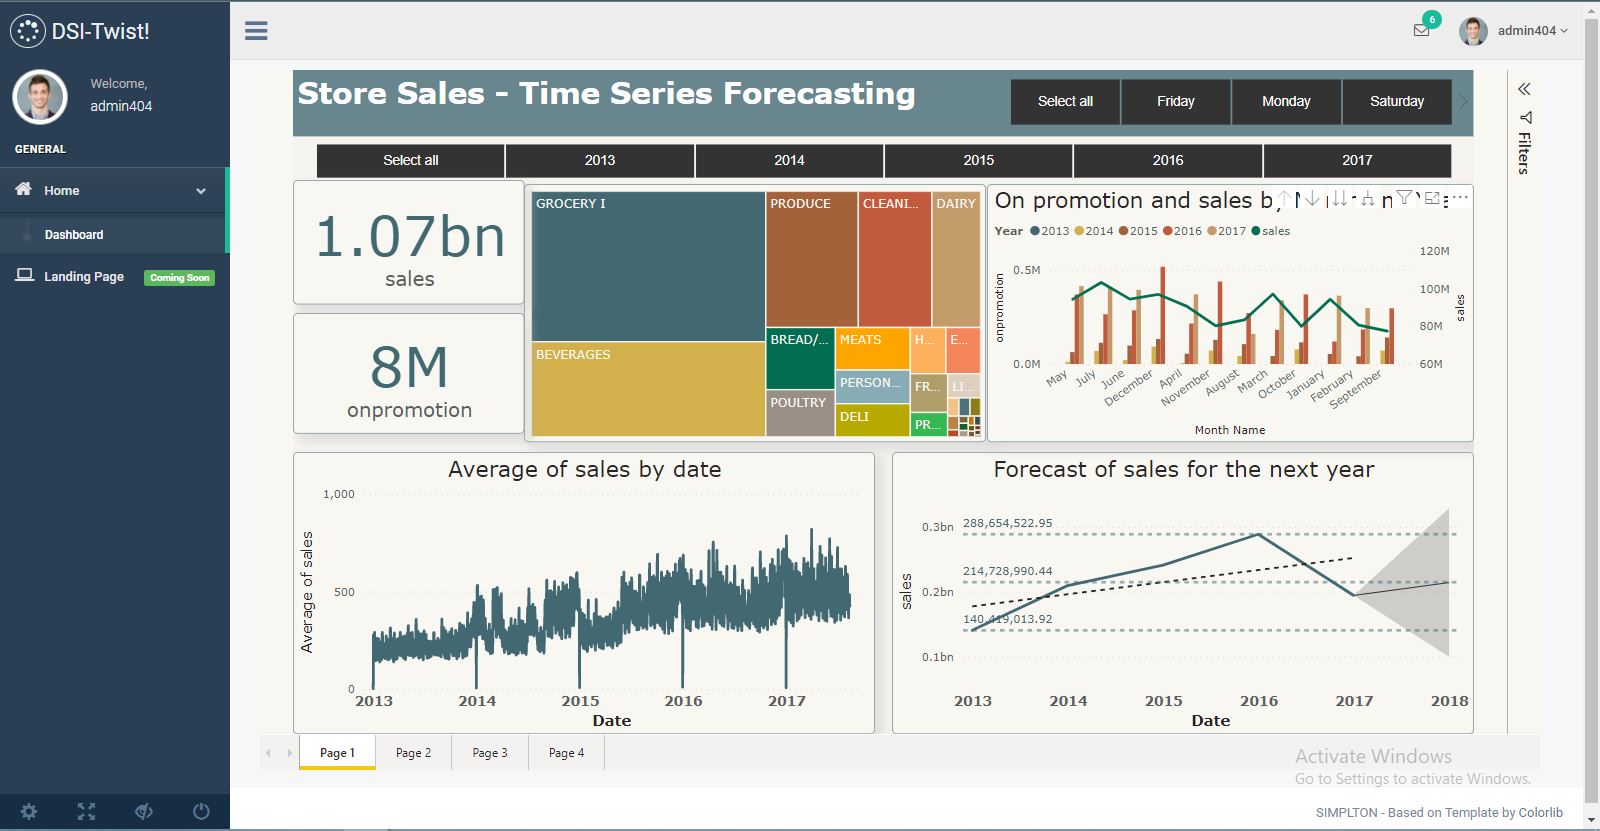 DSI-Twist!
6
admin404
Welcome,
admin404
GENERAL
Home
Dashboard
Landing Page
Coming Soon
Store Sales - Time Series Forecasting
Select all
Friday
Monday
Saturday
Filters
Select all
2013
2014
2015
2016
2017
1.07bn
sales
8M
onpromotion
GROCERY I
BEVERAGES
PRODUCE
CLEANI...
DAIRY
BREAD/...
MEATS
H...
E...
PERSON...
FR...
LI...
POULTRY
DELI
PR...
On promotion and sales b
Year 2013 2014 2015 2016 2017 sales
onpromotion
0.5M
0.0M
120M
100M
80M
60M
sales
May
July
June
December
April
November
August
March
October
January
February
September
Month Name
Average of sales by date
Average of sales
1,000
500
0
2013
2014
2015
2016
2017
Date
Forecast of sales for the next year
sales
0.3bn
0.2bn
0.1bn
288,654,522.95
214,728,990.44
140,419,013.92
2013
2014
2015
2016
2017
2018
Date
Page 1
Page 2
Page 3
Page 4
Activate Windows
Go to Settings to activate Windows.
SIMPLTON - Based on Template by Colorlib